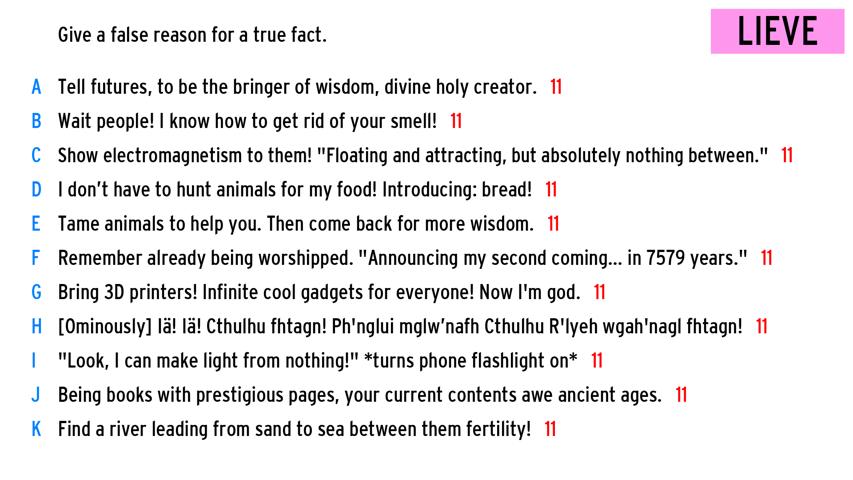 Give a false reason for a true fact.
LIEVE
A Tell futures, to be the bringer of wisdom, divine holy creator. 11
B Wait people! I know how to get rid of your smell! 11
C Show electromagnetism to them! "Floating and attracting, but absolutely nothing between." 11
D I don't have to hunt animals for my food! Introducing: bread! 11
E Tame animals to help you. Then come back for more wisdom. 11
F Remember already being worshipped. "Announcing my second coming... in 7579 years." 11
G Bring 3D printers! Infinite cool gadgets for everyone! Now I'm god. 11
H [Ominously] Iä! Iä! Cthulhu fhtagn! Ph'nglui mglw'nafh Cthulhu R'lyeh wgah'nagl fhtagn! 11
I "Look, I can make light from nothing!" *turns phone flashlight on* 11
J Being books with prestigious pages, your current contents awe ancient ages. 11
K Find a river leading from sand to sea between them fertility! 11